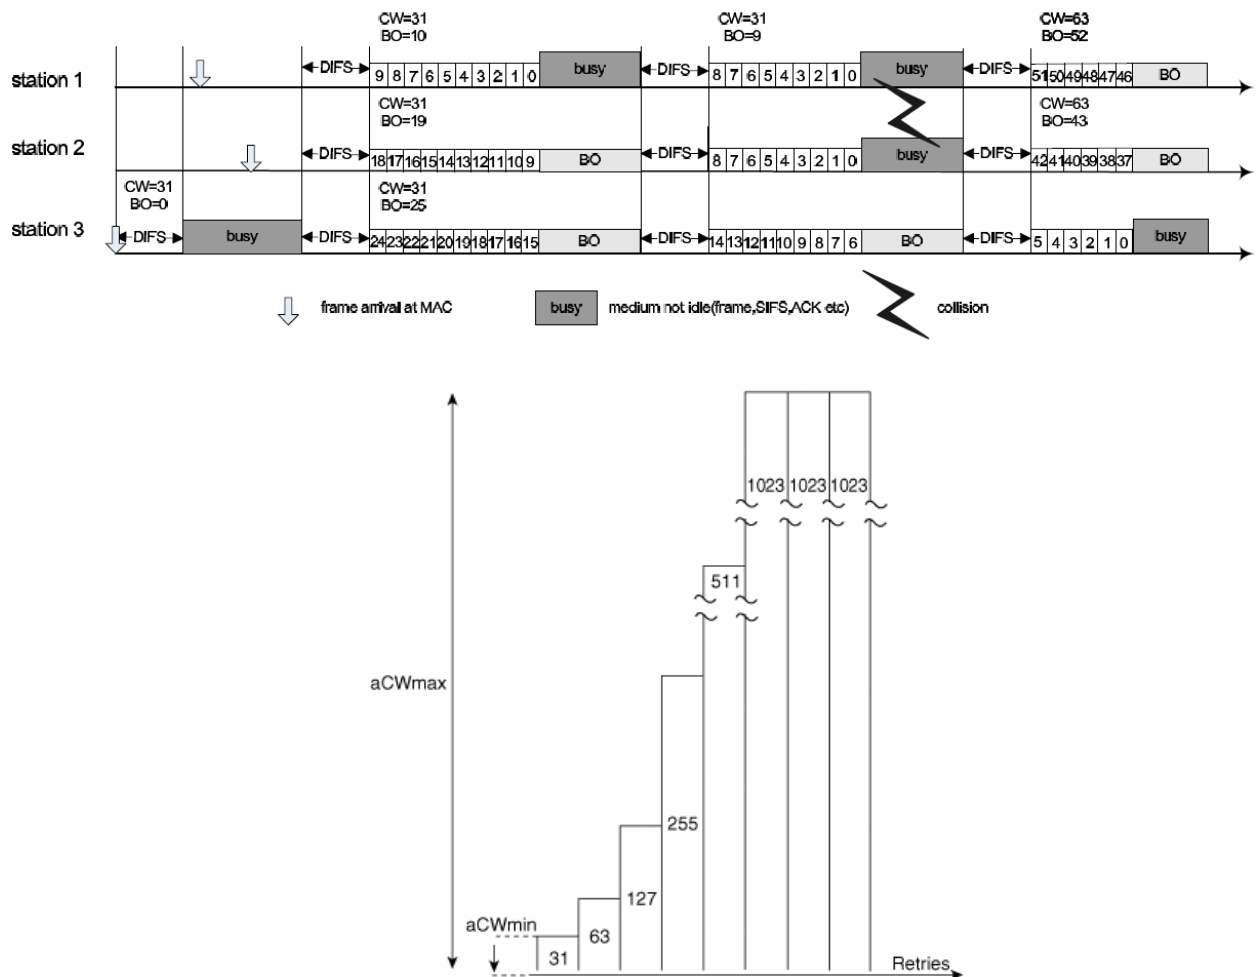 CW=31 CW=31 CW=63
BO=10 BO=9 BO=52
station 1 DIFS 9 8 7 6 5 4 3 2 1 0 busy DIFS 8 7 6 5 4 3 2 1 0 busy DIFS 51 50 49 48 47 46 BO
CW=31 CW=63
BO=19 BO=43
station 2 DIFS 18 17 16 15 14 13 12 11 10 9 BO DIFS 8 7 6 5 4 3 2 1 0 busy DIFS 42 41 40 39 38 37 BO
CW=31 CW=31
BO=0 BO=25
station 3 DIFS busy DIFS 24 23 22 21 20 19 18 17 16 15 BO DIFS 14 13 12 11 10 9 8 7 6 BO DIFS 5 4 3 2 1 0 busy
frame arrival at MAC busy medium not idle(frame,SIFS,ACK etc) collision
1023 1023 1023
511
aCWmax
255
127
aCWmin
63
31
Retries